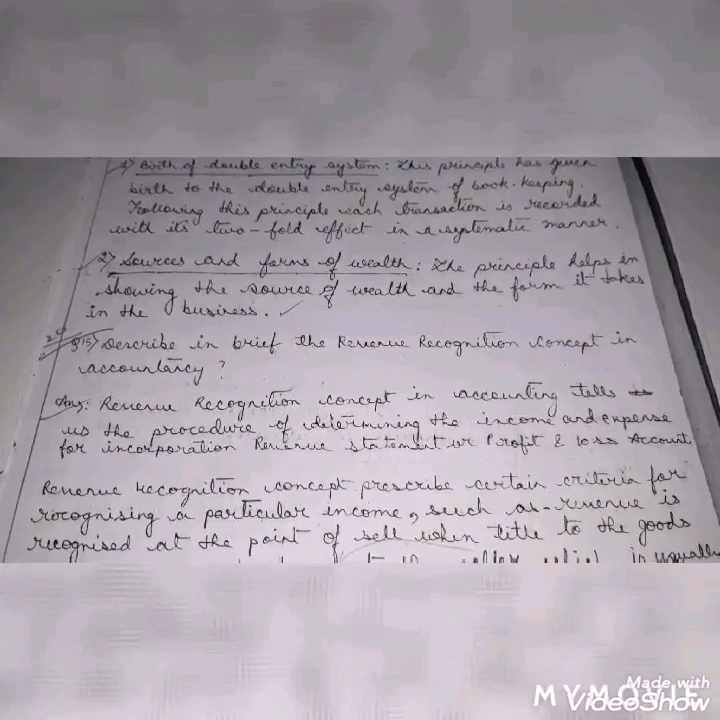 1) Birth of double entry system: This principle has given
birth to the double entry system of book-keeping.
Following this principle each transaction is recorded
with its two-fold effect in a systematic manner.
2) Sources and forms of wealth: The principle helps in
showing the source of wealth and the form it takes
in the business.
Q15) Describe in brief the Revenue Recognition Concept in
accountancy?
Ans: Revenue Recognition concept in accounting tells
us the procedure of determining the income and expense
for incorporation Revenue statement or Profit & loss Account
Revenue recognition concept prescribe certain criteria for
rocognising a particular income, such as - revenue is
recognised at the point of sell when title to the goods
is usually
Made with
VideoShow
MYMOVIE